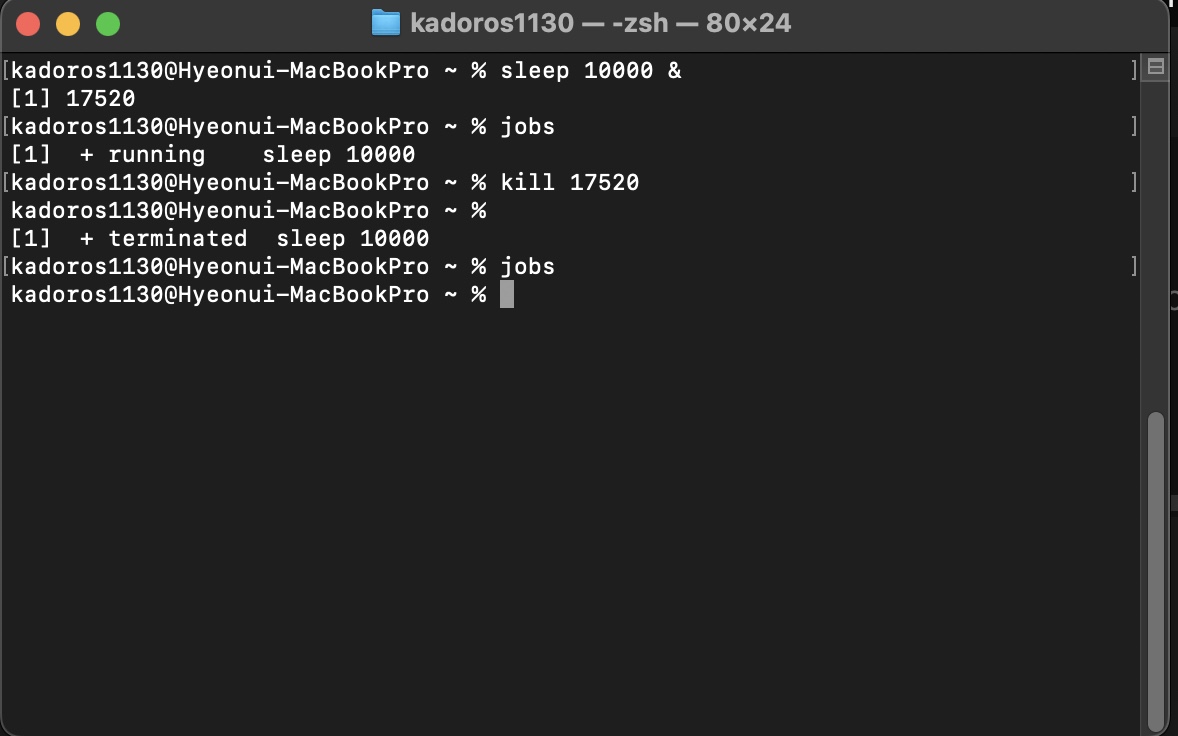 kadoros1130 — -zsh — 80×24
[kadoros1130@Hyeonui-MacBookPro ~ % sleep 10000 & ]
[1] 17520
[kadoros1130@Hyeonui-MacBookPro ~ % jobs ]
[1]  + running    sleep 10000
[kadoros1130@Hyeonui-MacBookPro ~ % kill 17520 ]
kadoros1130@Hyeonui-MacBookPro ~ %
[1]  + terminated  sleep 10000
[kadoros1130@Hyeonui-MacBookPro ~ % jobs ]
kadoros1130@Hyeonui-MacBookPro ~ %